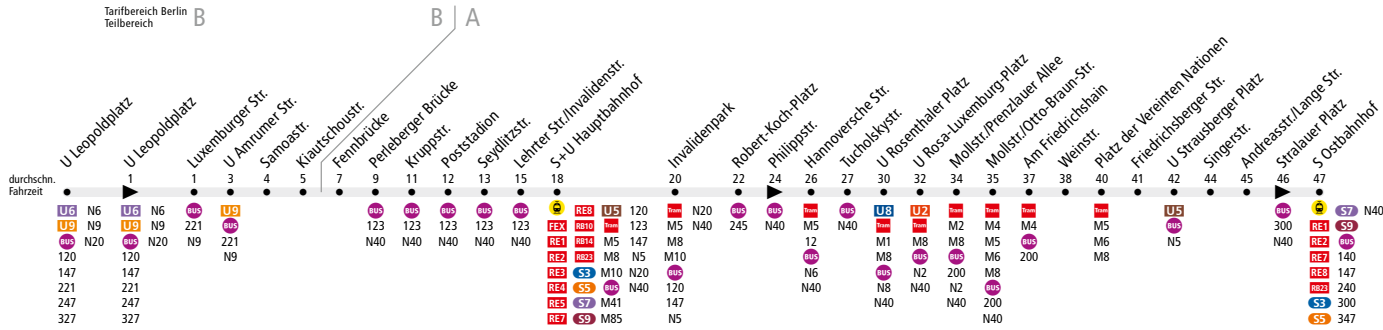 Tarifbereich Berlin
Teilbereich
B
B
A
U Leopoldplatz
U Leopoldplatz
Luxemburger Str.
U Amrumer Str.
Samoastr.
Kiautschoustr.
Fennbrücke
Perleberger Brücke
Kruppstr.
Poststadion
Seydlitzstr.
Lehrter Str./Invalidenstr.
S+U Hauptbahnhof
Invalidenpark
Robert-Koch-Platz
Philippstr.
Hannoversche Str.
Tucholskystr.
U Rosenthaler Platz
U Rosa-Luxemburg-Platz
Mollstr./Prenzlauer Allee
Mollstr./Otto-Braun-Str.
Am Friedrichshain
Weinstr.
Platz der Vereinten Nationen
Friedrichsberger Str.
U Strausberger Platz
Singerstr.
Andreasstr./Lange Str.
Stralauer Platz
S Ostbahnhof
durchschn.
Fahrzeit
1 1 3 4 5 7 9 11 12 13 15 18 20 22 24 26 27 30 32 34 35 37 38 40 41 42 44 45 46 47
U6 N6
U9 N9
BUS N20
120
147
221
247
327
U6 N6
U9 N9
BUS N20
120
147
221
247
327
BUS
221
N9
U9
BUS
221
N9
BUS
123
N40
BUS
123
N40
BUS
123
N40
BUS
123
N40
BUS
123
N40
RE8 U5 120
FEX RB10 Tram 123
RE1 RB14 M5 147
RE2 RB23 M8 N5
RE3 S3 M10 N20
RE4 S5 BUS N40
RE5 S7 M41
RE7 S9 M85
Tram N20
M5 N40
M8
M10
BUS
120
147
N5
BUS
245
BUS
N40
Tram
M5
12
BUS
N6
N40
BUS
N40
U8
Tram
M1
M8
BUS
N8
N40
U2
Tram
M8
BUS
N2
N40
Tram
M2
M8
BUS
200
N2
N40
Tram
M4
M5
M6
M8
BUS
200
N40
Tram
M4
BUS
200
Tram
M5
M6
M8
U5
BUS
N5
BUS
300
N40
S7 N40
RE1 S9
RE2 BUS
RE7 140
RE8 147
RB23 240
S3 300
S5 347